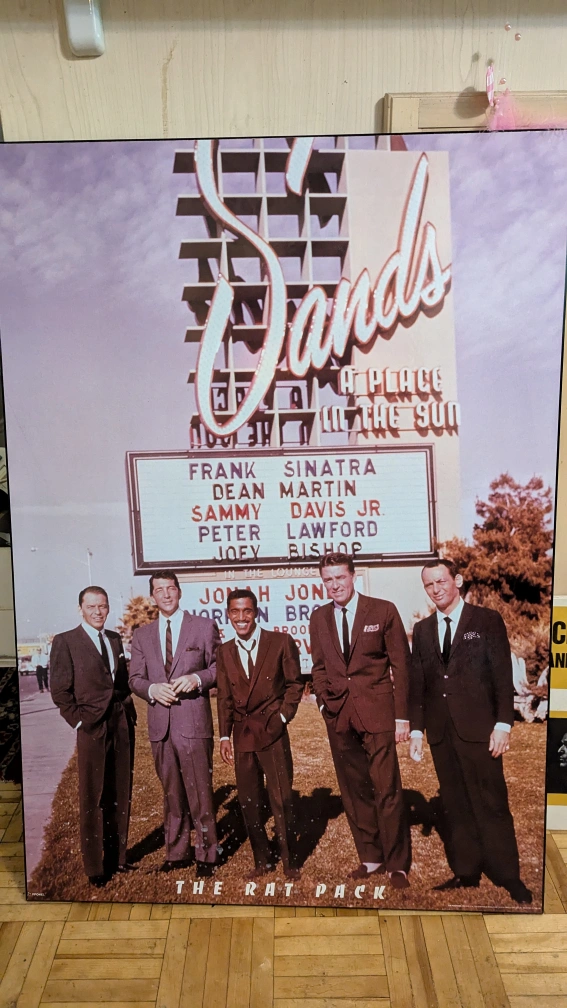 Sands
A PLACE
IN THE SUN
FRANK SINATRA
DEAN MARTIN
SAMMY DAVIS JR.
PETER LAWFORD
JOEY BISHOP
IN THE LOUNGE
THE RAT PACK